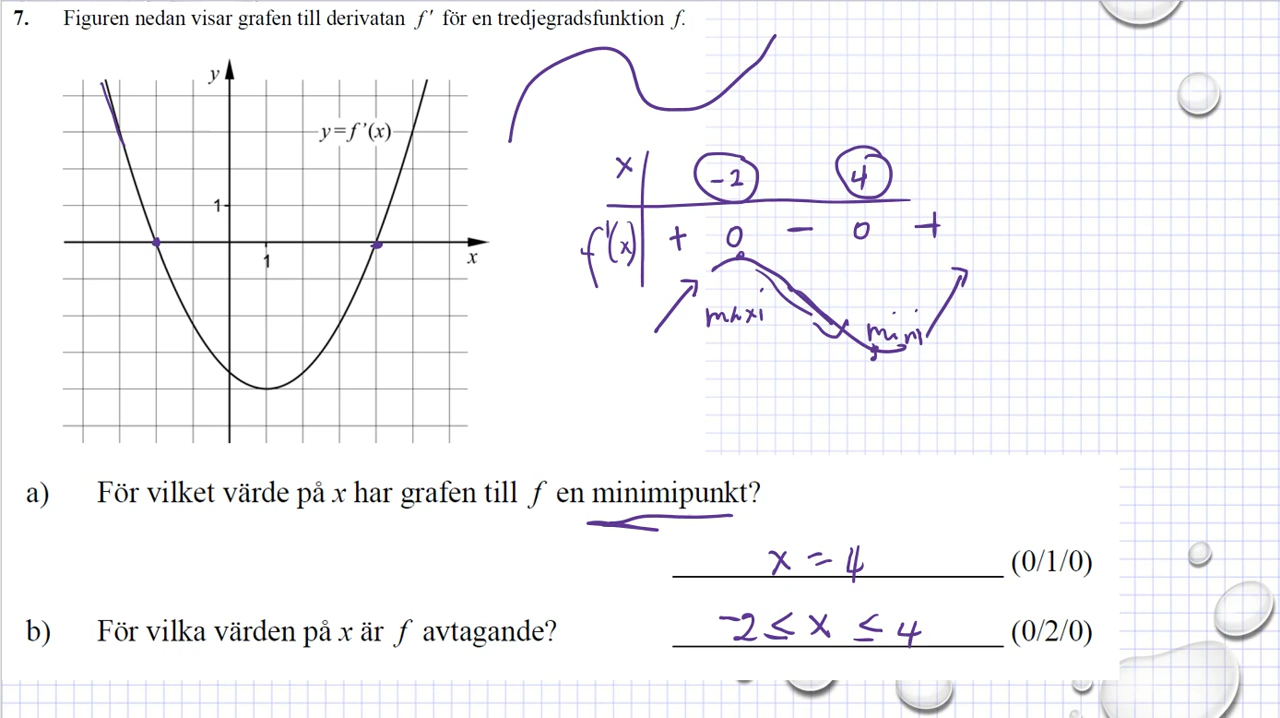 7. Figuren nedan visar grafen till derivatan f' för en tredjegradsfunktion f.
y
y=f'(x)
1
1
x
x -2 4
f'(x) + 0 - 0 +
maxi mini
a) För vilket värde på x har grafen till f en minimipunkt?
x = 4 (0/1/0)
b) För vilka värden på x är f avtagande?
-2 ≤ x ≤ 4 (0/2/0)